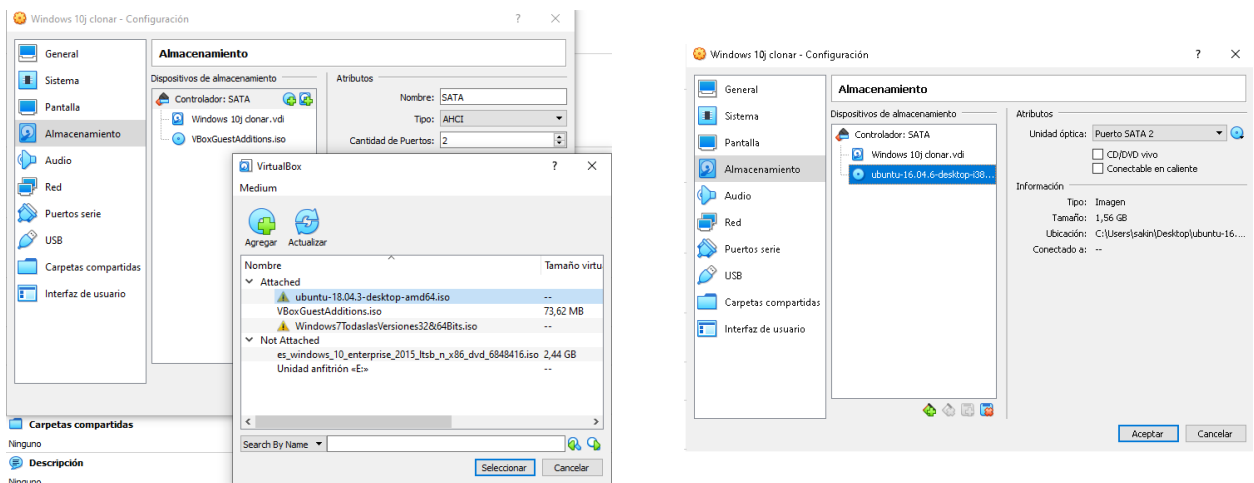 Windows 10j clonar - Configuración
?
General
Sistema
Pantalla
Almacenamiento
Audio
Red
Puertos serie
USB
Carpetas compartidas
Interfaz de usuario
Almacenamiento
Dispositivos de almacenamiento
Controlador: SATA
Windows 10j clonar.vdi
VBoxGuestAdditions.iso
Atributos
Nombre: SATA
Tipo: AHCI
Cantidad de Puertos: 2
VirtualBox
?
Medium
Agregar Actualizar
Nombre Tamaño virtu
Attached
ubuntu-18.04.3-desktop-amd64.iso --
VBoxGuestAdditions.iso 73,62 MB
Windows7TodaslasVersiones32&64Bits.iso --
Not Attached
es_windows_10_enterprise_2015_ltsb_n_x86_dvd_6848416.iso 2,44 GB
Unidad anfitrión «E:» --
Search By Name
Seleccionar Cancelar
Carpetas compartidas
Ninguno
Descripción
Ninguno
Windows 10j clonar - Configuración
?
General
Sistema
Pantalla
Almacenamiento
Audio
Red
Puertos serie
USB
Carpetas compartidas
Interfaz de usuario
Almacenamiento
Dispositivos de almacenamiento
Controlador: SATA
Windows 10j clonar.vdi
ubuntu-16.04.6-desktop-i38...
Atributos
Unidad óptica: Puerto SATA 2
CD/DVD vivo
Conectable en caliente
Información
Tipo: Imagen
Tamaño: 1,56 GB
Ubicación: C:\Users\sakin\Desktop\ubuntu-16....
Conectado a: --
Aceptar Cancelar